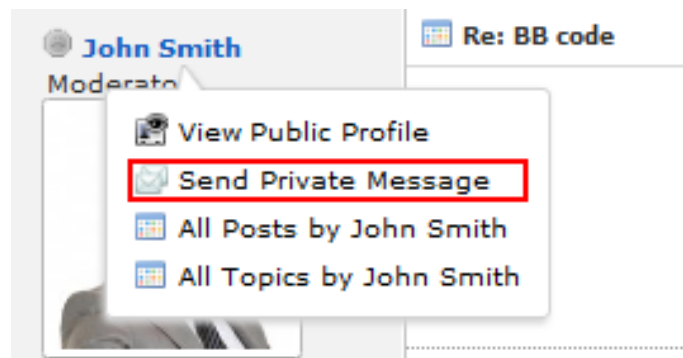 John Smith
Re: BB code
Moderato
View Public Profile
Send Private Message
All Posts by John Smith
All Topics by John Smith